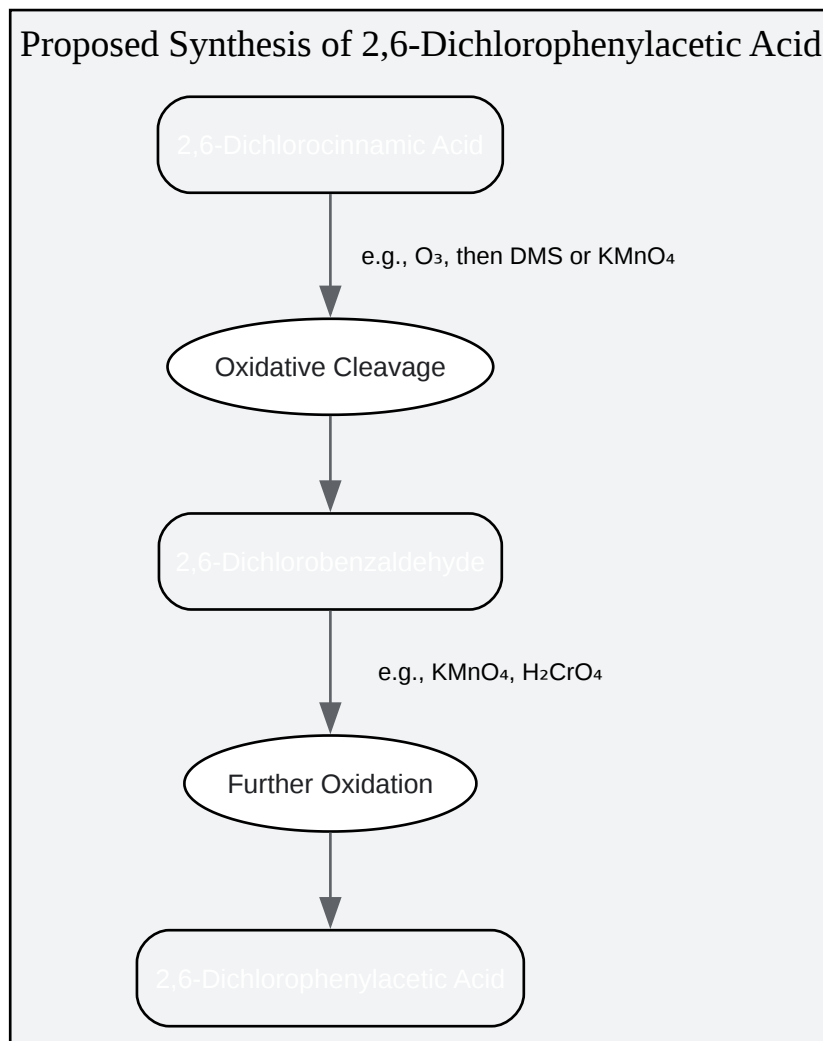 Proposed Synthesis of 2,6-Dichlorophenylacetic Acid
2,6-Dichlorocinnamic Acid
e.g., O₃, then DMS or KMnO₄
Oxidative Cleavage
2,6-Dichlorobenzaldehyde
e.g., KMnO₄, H₂CrO₄
Further Oxidation
2,6-Dichlorophenylacetic Acid